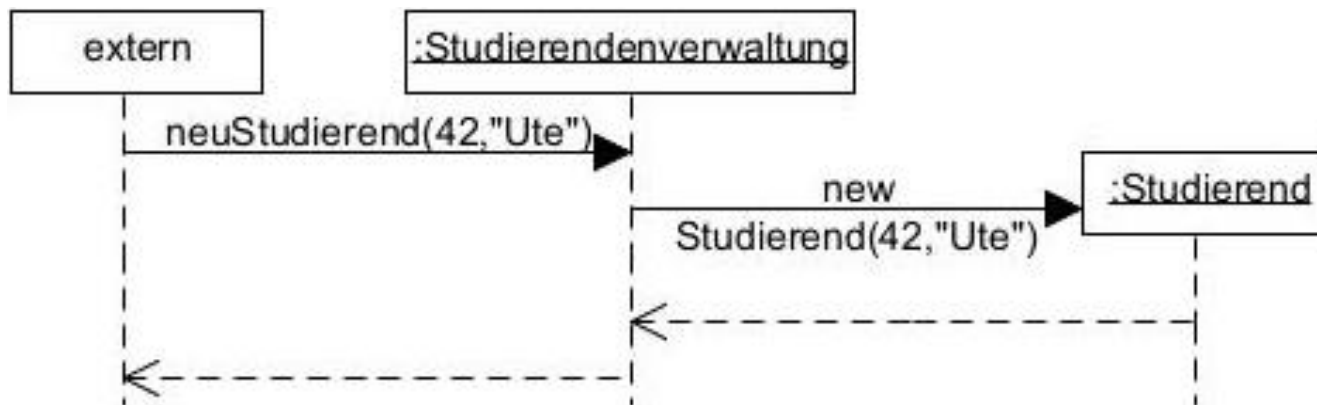 extern
:Studierendenverwaltung
neuStudierend(42,"Ute")
new
Studierend(42,"Ute")
:Studierend